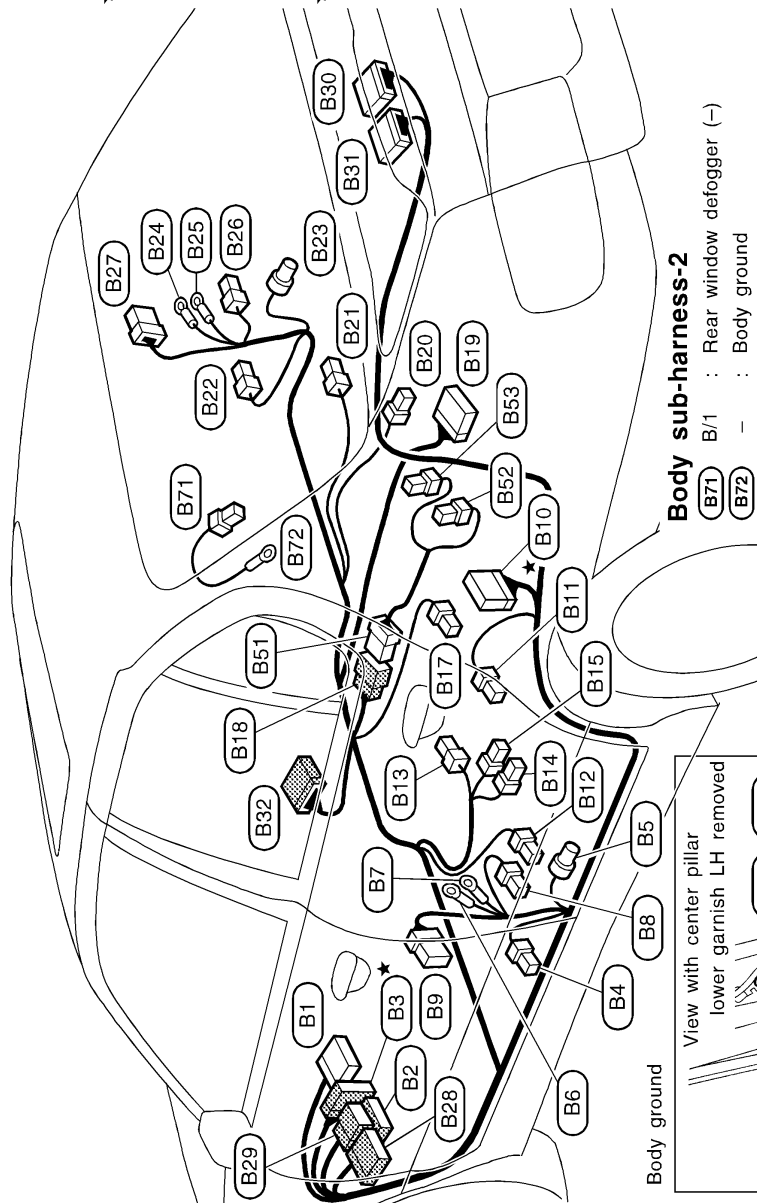 B30
B31
B27
B24
B25
B26
B23
B22
B21
B20
B19
B53
B52
B71
B72
B51
B18
B17
B10
★
B11
B15
B32
B13
B14
B12
B7
B5
B8
B1
★
B3
B9
B4
B2
B28
B6
B29
Body sub-harness-2
B71 B/1 : Rear window defogger (–)
B72 – : Body ground
Body ground
View with center pillar
lower garnish LH removed